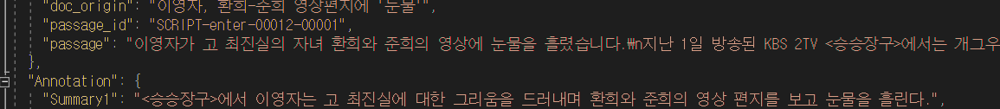 "doc_origin": "이영자, 환희-준희 영상편지에 '눈물'",
"passage_id": "SCRIPT-enter-00012-00001",
"passage": "이영자가 고 최진실의 자녀 환희와 준희의 영상에 눈물을 흘렸습니다.\n지난 1일 방송된 KBS 2TV <승승장구>에서는 개그우
},
"Annotation": {
"Summary1": "<승승장구>에서 이영자는 고 최진실에 대한 그리움을 드러내며 환희와 준희의 영상 편지를 보고 눈물을 흘린다.",